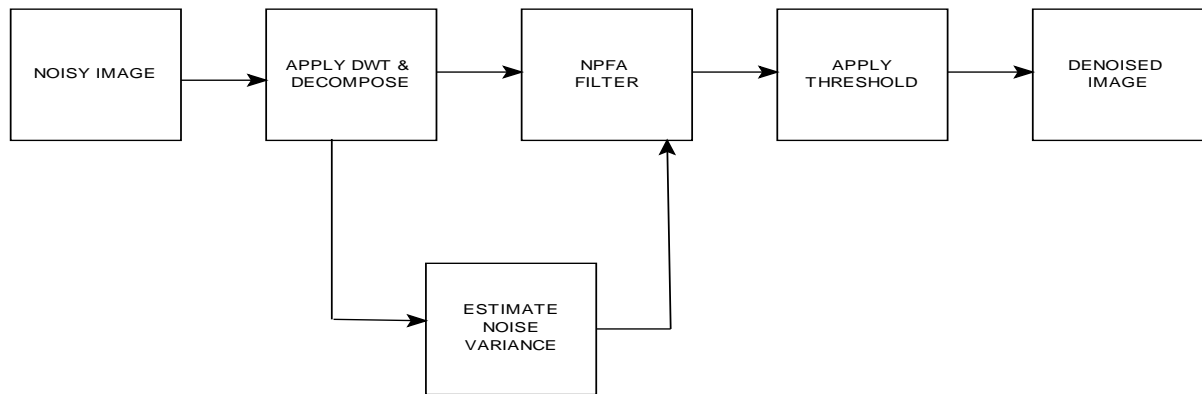 NOISY IMAGE
APPLY DWT &
DECOMPOSE
NPFA
FILTER
APPLY
THRESHOLD
DENOISED
IMAGE
ESTIMATE
NOISE
VARIANCE